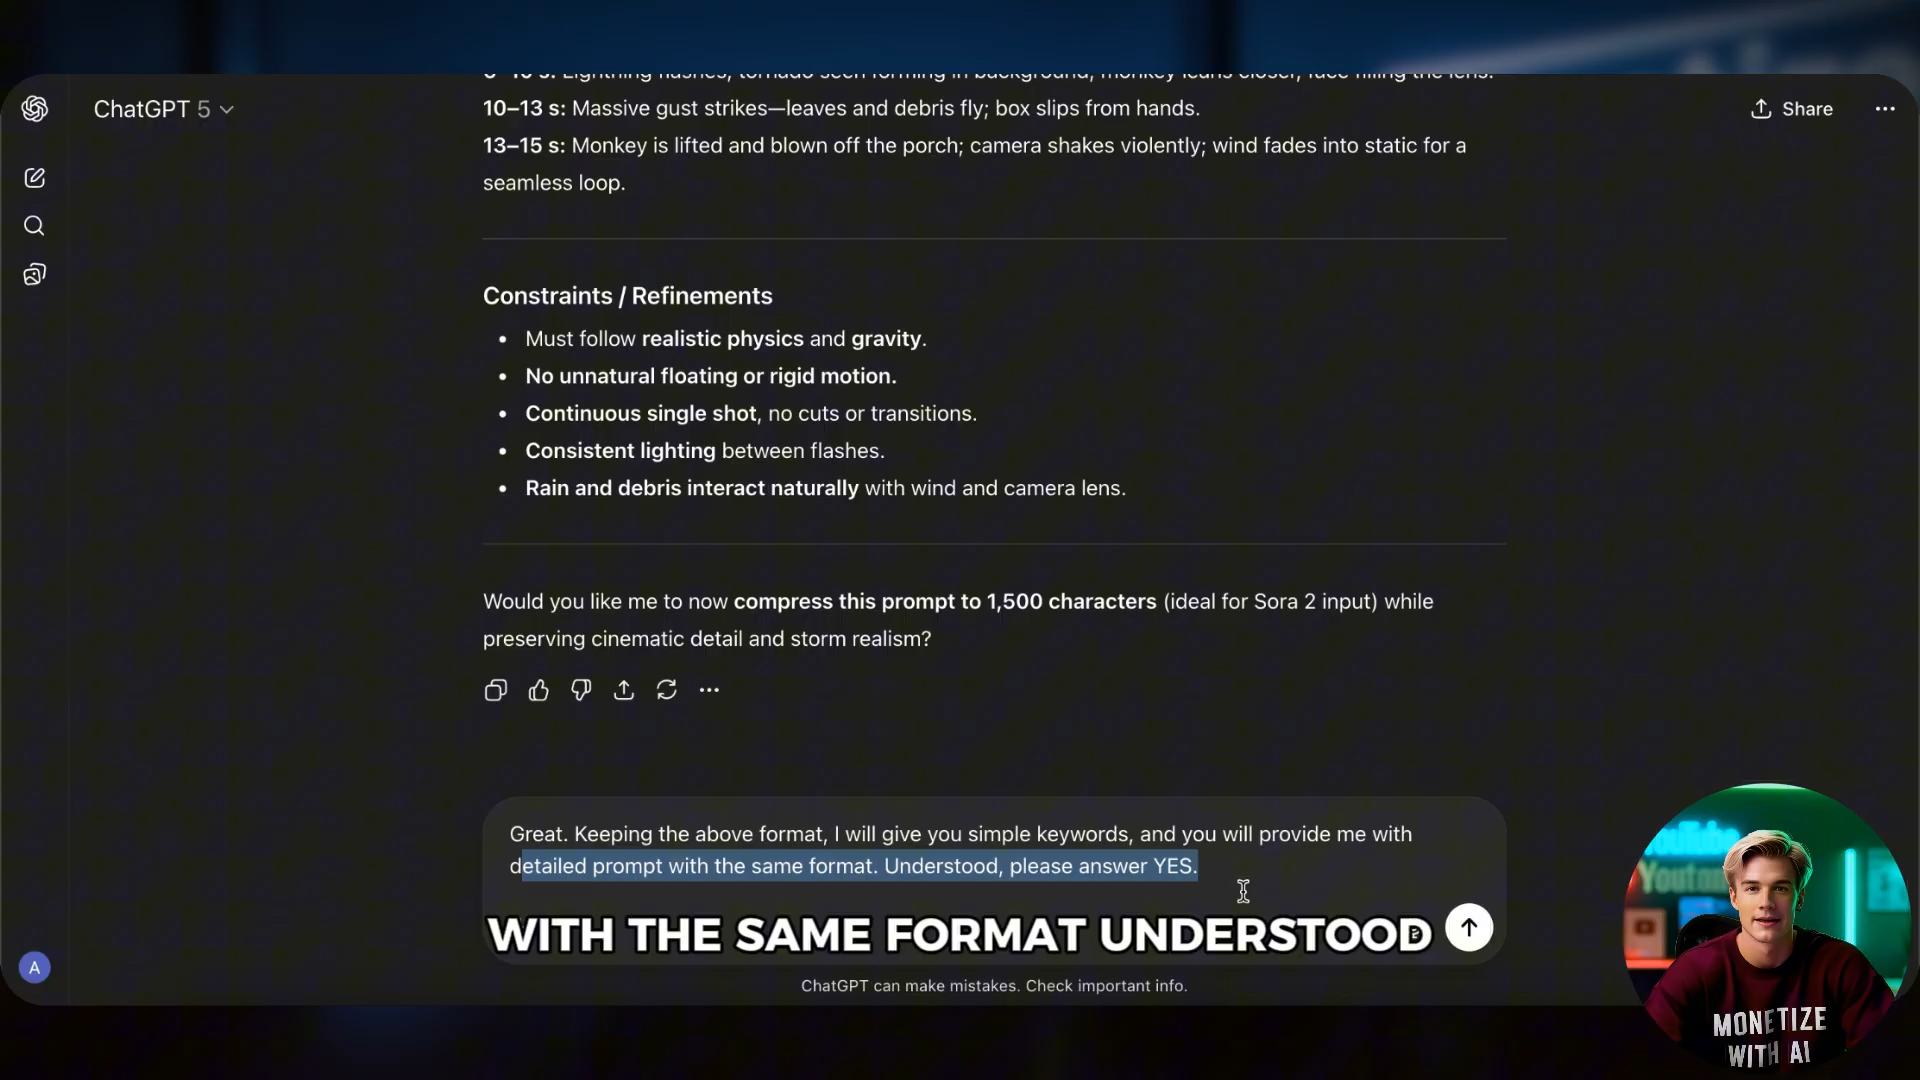 ChatGPT 5
Share
10–13 s: Massive gust strikes—leaves and debris fly; box slips from hands.
13–15 s: Monkey is lifted and blown off the porch; camera shakes violently; wind fades into static for a
seamless loop.
Constraints / Refinements
• Must follow realistic physics and gravity.
• No unnatural floating or rigid motion.
• Continuous single shot, no cuts or transitions.
• Consistent lighting between flashes.
• Rain and debris interact naturally with wind and camera lens.
Would you like me to now compress this prompt to 1,500 characters (ideal for Sora 2 input) while
preserving cinematic detail and storm realism?
Great. Keeping the above format, I will give you simple keywords, and you will provide me with
detailed prompt with the same format. Understood, please answer YES.
WITH THE SAME FORMAT UNDERSTOOD
A
ChatGPT can make mistakes. Check important info.
MONETIZE
WITH AI